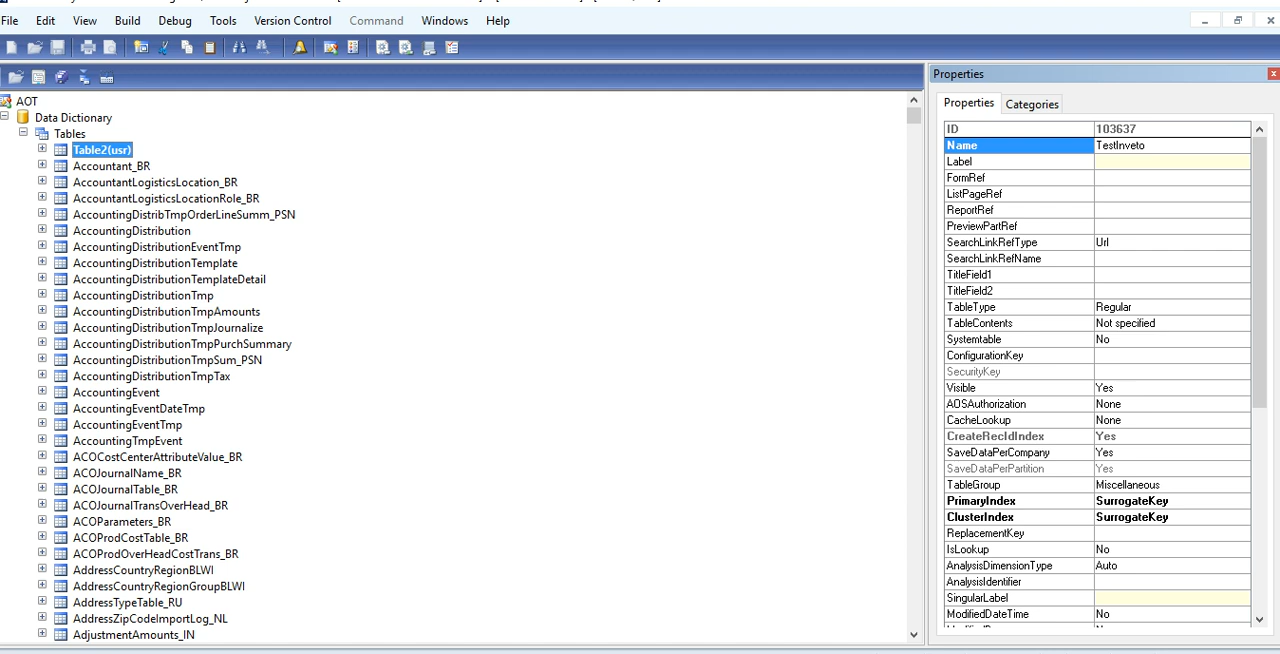 File Edit View Build Debug Tools Version Control Command Windows Help
AOT
Data Dictionary
Tables
Table2(usr)
Accountant_BR
AccountantLogisticsLocation_BR
AccountantLogisticsLocationRole_BR
AccountingDistribTmpOrderLineSumm_PSN
AccountingDistribution
AccountingDistributionEventTmp
AccountingDistributionTemplate
AccountingDistributionTemplateDetail
AccountingDistributionTmp
AccountingDistributionTmpAmounts
AccountingDistributionTmpJournalize
AccountingDistributionTmpPurchSummary
AccountingDistributionTmpSum_PSN
AccountingDistributionTmpTax
AccountingEvent
AccountingEventDateTmp
AccountingEventTmp
AccountingTmpEvent
ACOCostCenterAttributeValue_BR
ACOJournalName_BR
ACOJournalTable_BR
ACOJournalTransOverHead_BR
ACOParameters_BR
ACOProdCostTable_BR
ACOProdOverHeadCostTrans_BR
AddressCountryRegionBLWI
AddressCountryRegionGroupBLWI
AddressTypeTable_RU
AddressZipCodeImportLog_NL
AdjustmentAmounts_IN
Properties
Properties Categories
ID 103637
Name TestInveto
Label
FormRef
ListPageRef
ReportRef
PreviewPartRef
SearchLinkRefType Url
SearchLinkRefName
TitleField1
TitleField2
TableType Regular
TableContents Not specified
Systemtable No
ConfigurationKey
SecurityKey
Visible Yes
AOSAuthorization None
CacheLookup None
CreateRecIdIndex Yes
SaveDataPerCompany Yes
SaveDataPerPartition Yes
TableGroup Miscellaneous
PrimaryIndex SurrogateKey
ClusterIndex SurrogateKey
ReplacementKey
IsLookup No
AnalysisDimensionType Auto
AnalysisIdentifier
SingularLabel
ModifiedDateTime No